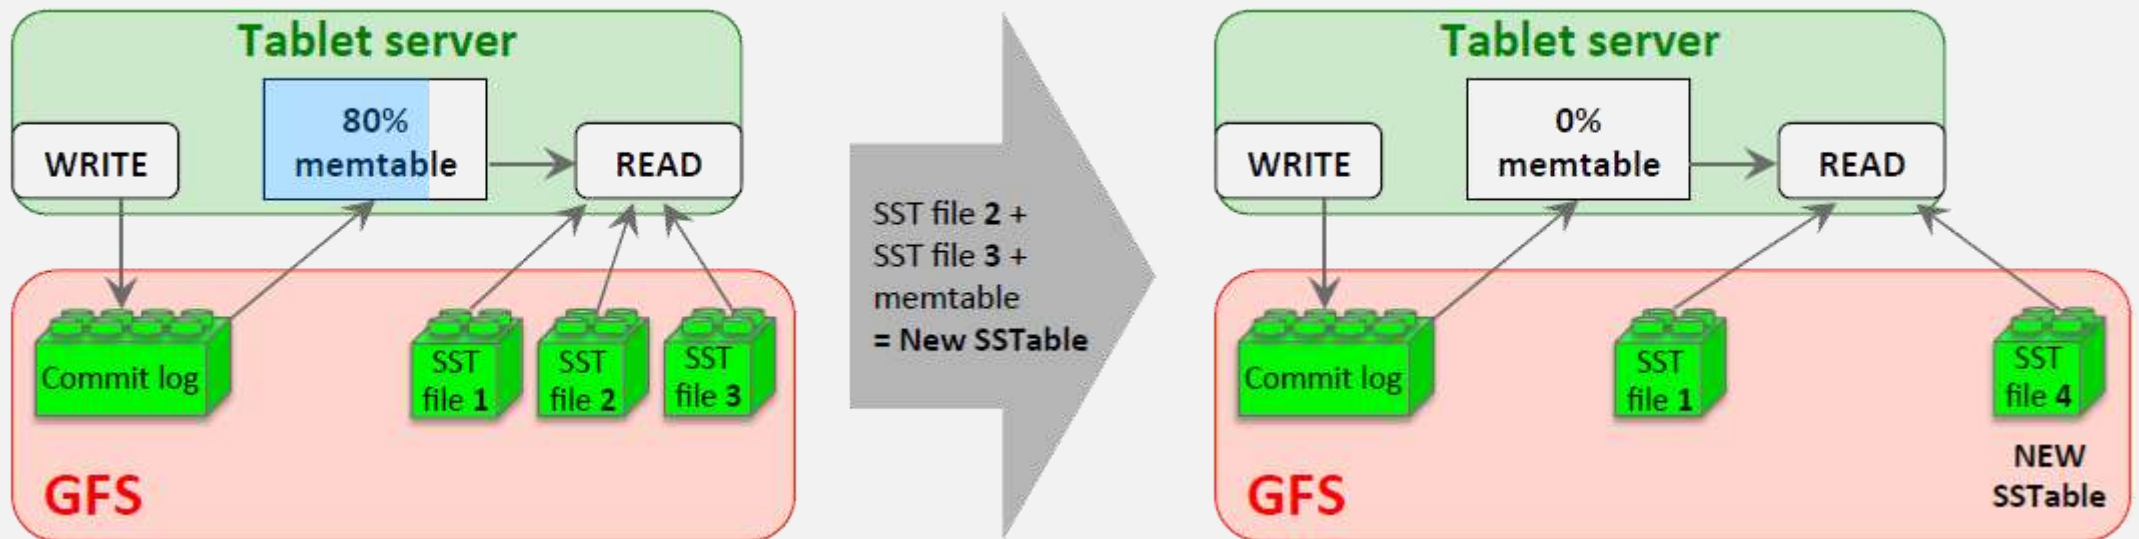 Tablet server
80%
memtable
WRITE
READ
Commit log
SST
file 1
SST
file 2
SST
file 3
GFS
SST file 2 +
SST file 3 +
memtable
= New SSTable
Tablet server
0%
memtable
WRITE
READ
Commit log
SST
file 1
SST
file 4
NEW
SSTable
GFS